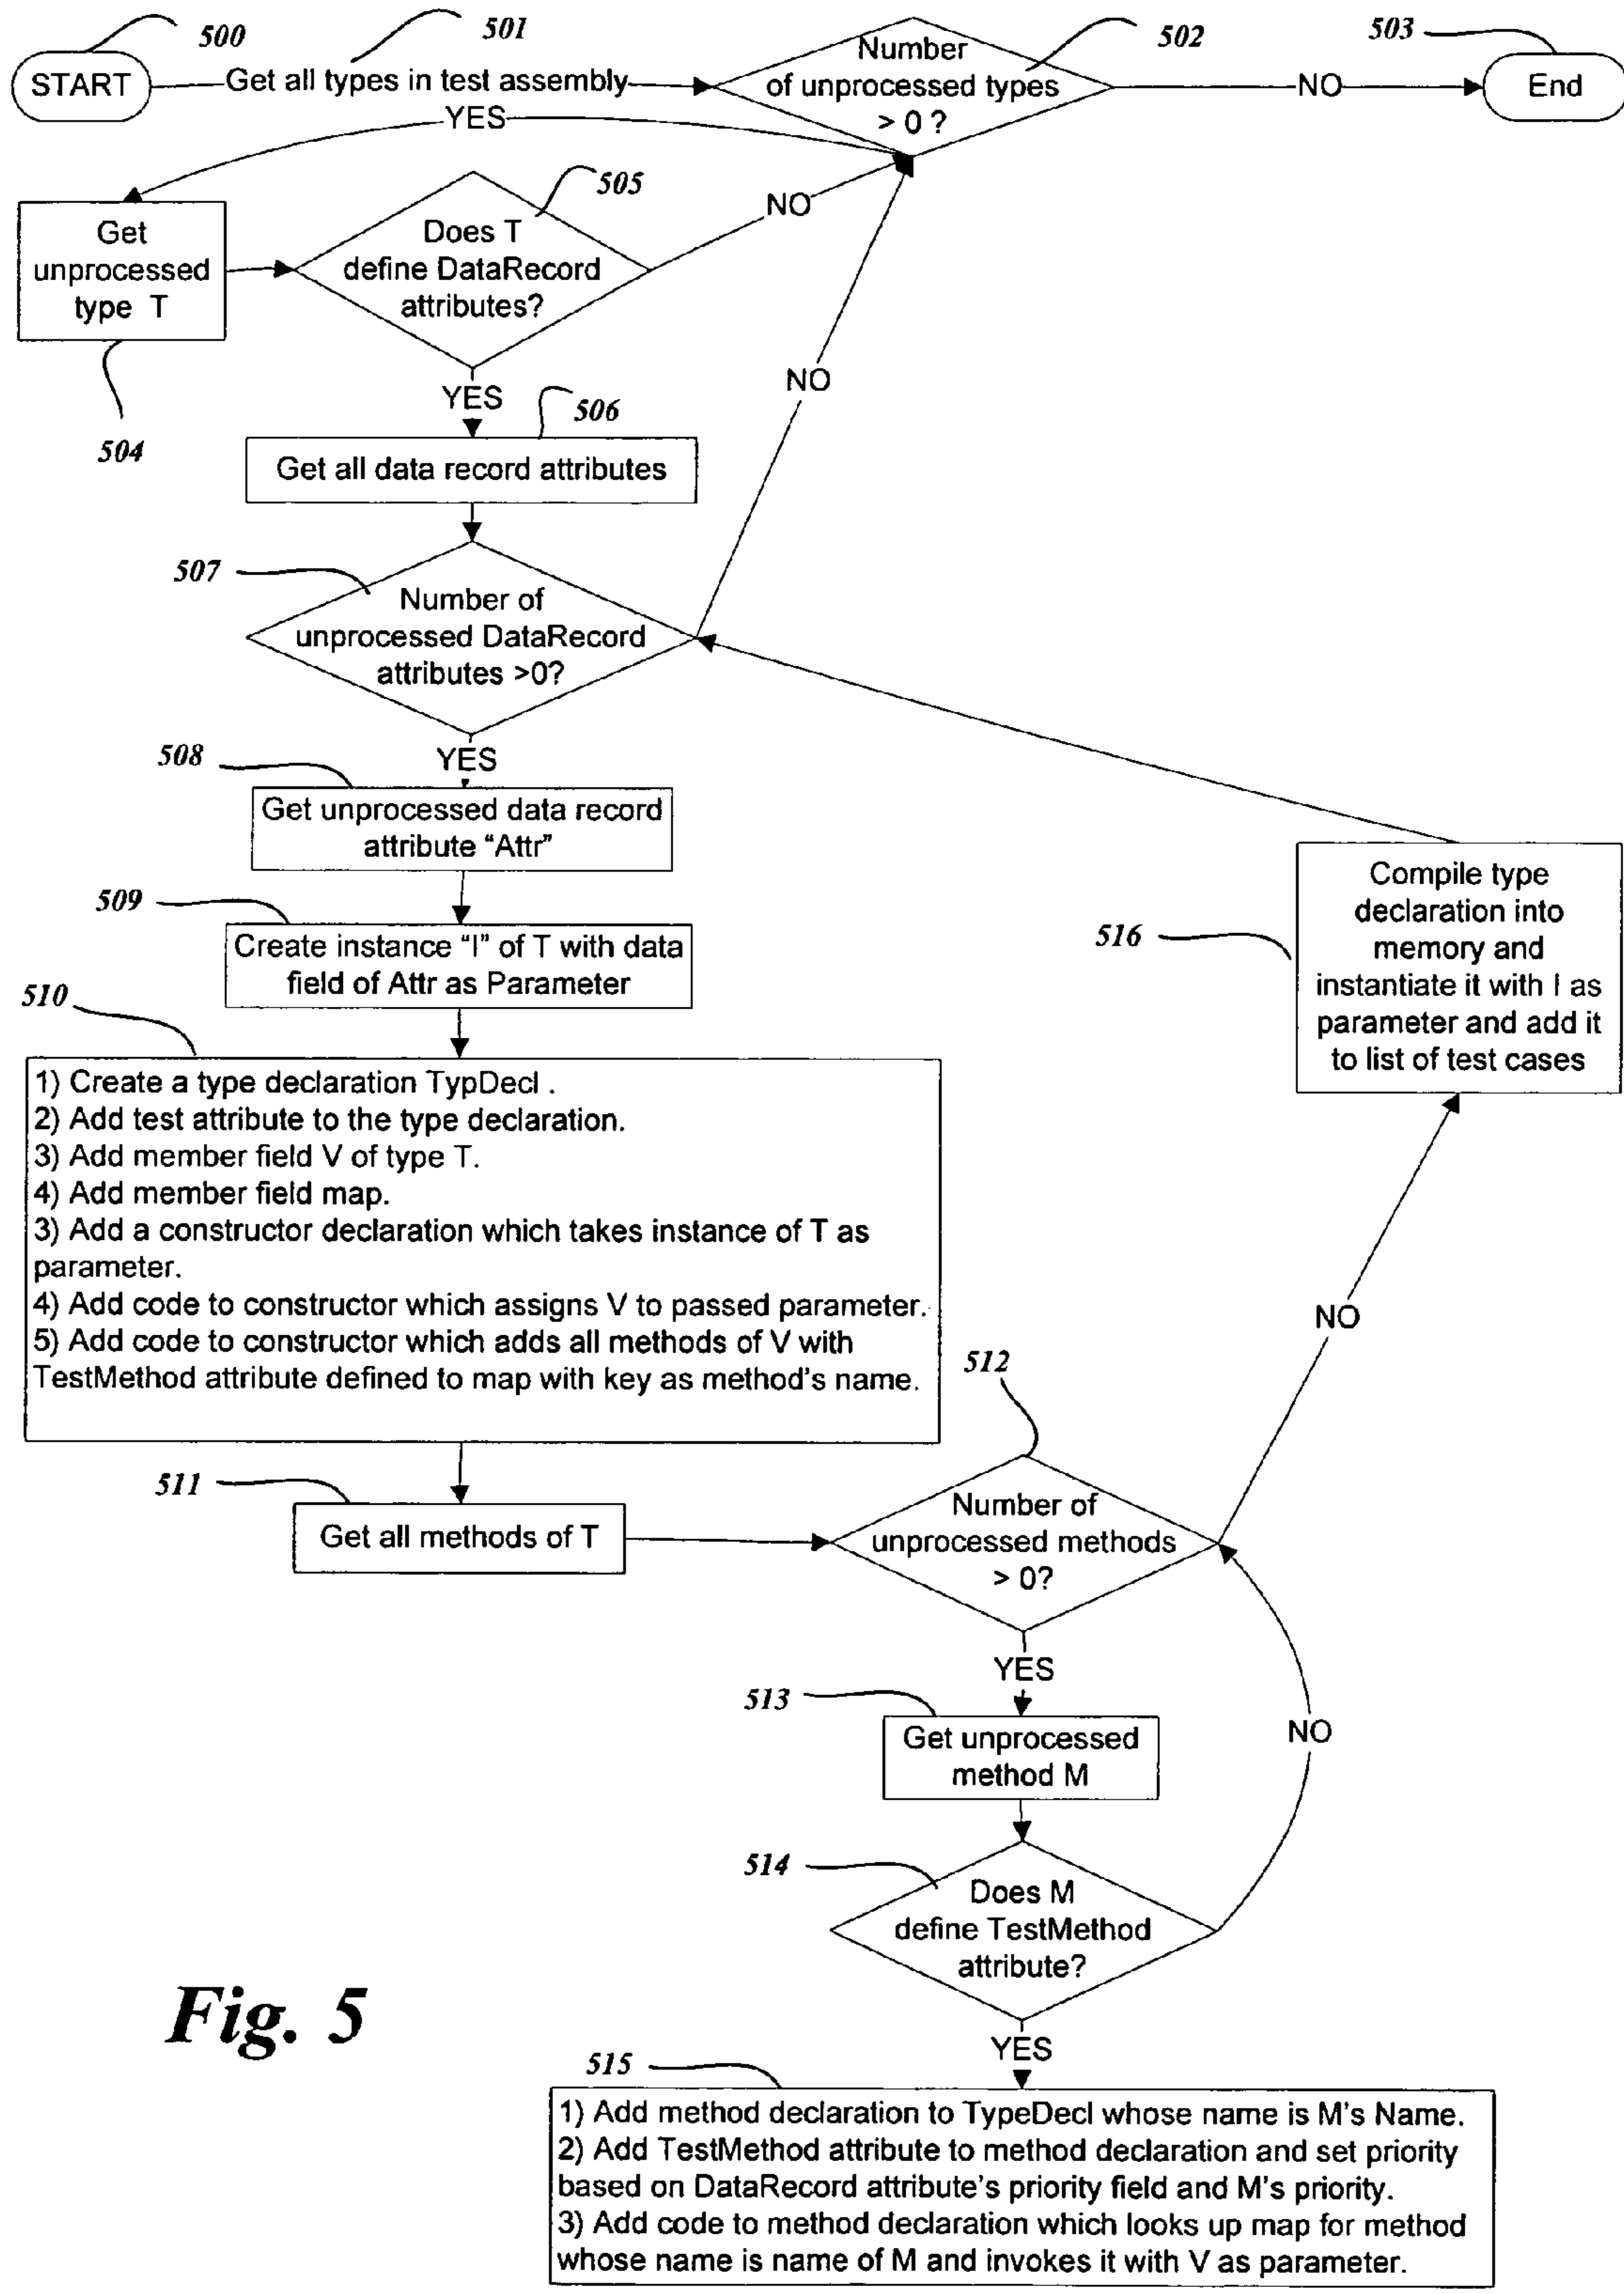 500
501
502
503
START
Get all types in test assembly
Number
of unprocessed types
> 0 ?
NO
End
YES
505
NO
Get
unprocessed
type T
Does T
define DataRecord
attributes?
504
YES
506
NO
Get all data record attributes
507
Number of
unprocessed DataRecord
attributes >0?
YES
508
Get unprocessed data record
attribute “Attr”
509
Create instance “I” of T with data
field of Attr as Parameter
516
Compile type
declaration into
memory and
instantiate it with I as
parameter and add it
to list of test cases
510
1) Create a type declaration TypDecl .
2) Add test attribute to the type declaration.
3) Add member field V of type T.
4) Add member field map.
3) Add a constructor declaration which takes instance of T as
parameter.
4) Add code to constructor which assigns V to passed parameter.
5) Add code to constructor which adds all methods of V with
TestMethod attribute defined to map with key as method's name.
NO
512
511
Get all methods of T
Number of
unprocessed methods
> 0?
YES
513
Get unprocessed
method M
NO
514
Does M
define TestMethod
attribute?
YES
Fig. 5
515
1) Add method declaration to TypeDecl whose name is M's Name.
2) Add TestMethod attribute to method declaration and set priority
based on DataRecord attribute's priority field and M's priority.
3) Add code to method declaration which looks up map for method
whose name is name of M and invokes it with V as parameter.